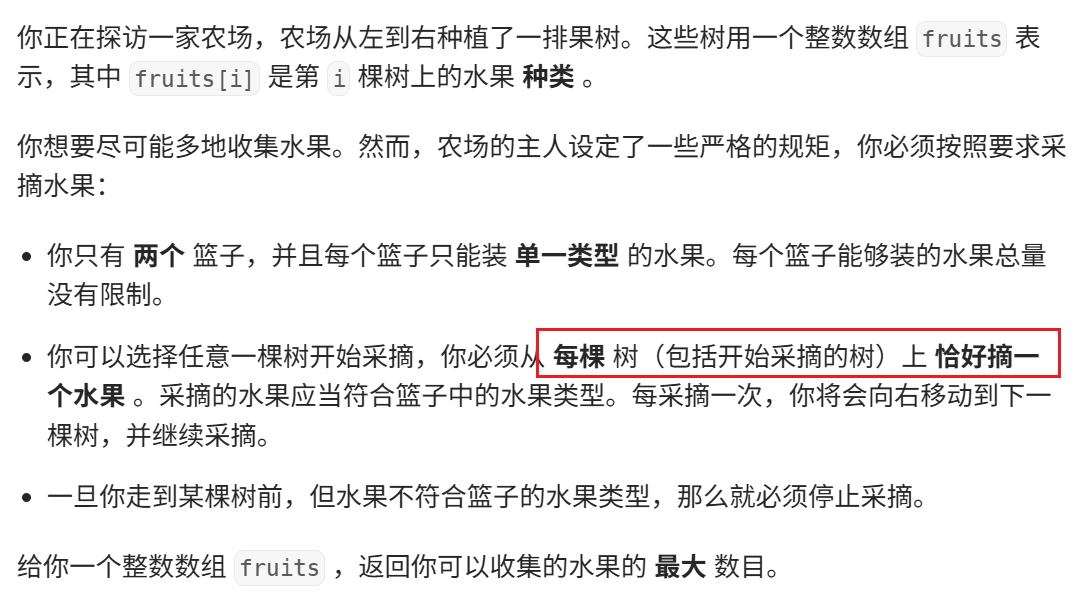 你正在探访一家农场，农场从左到右种植了一排果树。这些树用一个整数数组 fruits 表
示，其中 fruits[i] 是第 i 棵树上的水果 种类 。
你想要尽可能多地收集水果。然而，农场的主人设定了一些严格的规矩，你必须按照要求采
摘水果：
• 你只有 两个 篮子，并且每个篮子只能装 单一类型 的水果。每个篮子能够装的水果总量
没有限制。
• 你可以选择任意一棵树开始采摘，你必须从 每棵 树（包括开始采摘的树）上 恰好摘一
个水果 。采摘的水果应当符合篮子中的水果类型。每采摘一次，你将会向右移动到下一
棵树，并继续采摘。
• 一旦你走到某棵树前，但水果不符合篮子的水果类型，那么就必须停止采摘。
给你一个整数数组 fruits ，返回你可以收集的水果的 最大 数目。